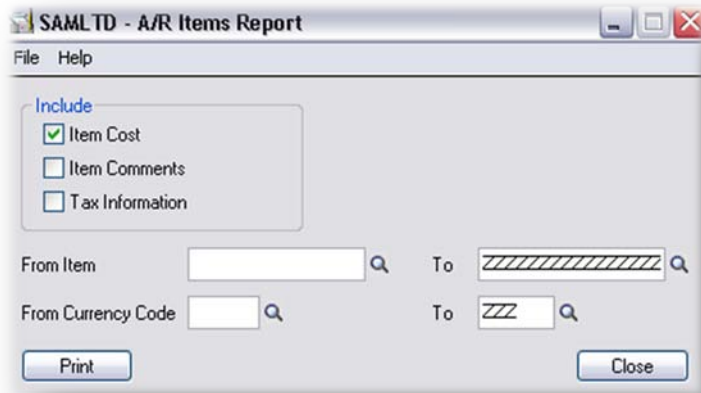 SAMLTD - A/R Items Report
File Help
Include
Item Cost
Item Comments
Tax Information
From Item To ZZZZZZZZZZZZZZZZ
From Currency Code To ZZZ
Print Close